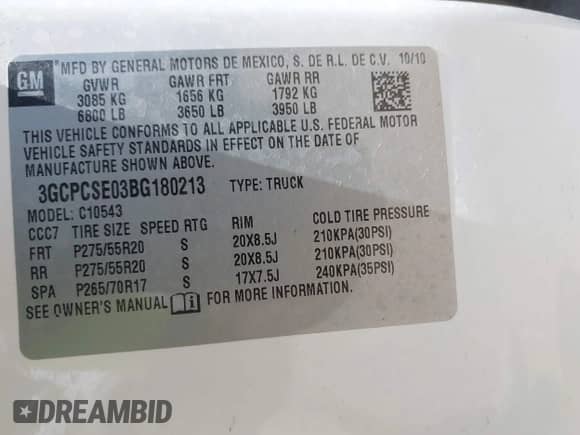 GM *MFD BY GENERAL MOTORS DE MEXICO, S. DE R.L. DE C.V. 10/10
GVWR GAWR FRT GAWR RR
3085 KG 1656 KG 1792 KG
6800 LB 3650 LB 3950 LB
THIS VEHICLE CONFORMS TO ALL APPLICABLE U.S. FEDERAL MOTOR
VEHICLE SAFETY STANDARDS IN EFFECT ON THE DATE OF
MANUFACTURE SHOWN ABOVE.
3GCPCSE03BG180213 TYPE: TRUCK
MODEL: C10543
CCC7 TIRE SIZE SPEED RTG RIM COLD TIRE PRESSURE
FRT P275/55R20 S 20X8.5J 210KPA(30PSI)
RR P275/55R20 S 20X8.5J 210KPA(30PSI)
SPA P265/70R17 S 17X7.5J 240KPA(35PSI)
SEE OWNER'S MANUAL FOR MORE INFORMATION.
DREAMBID